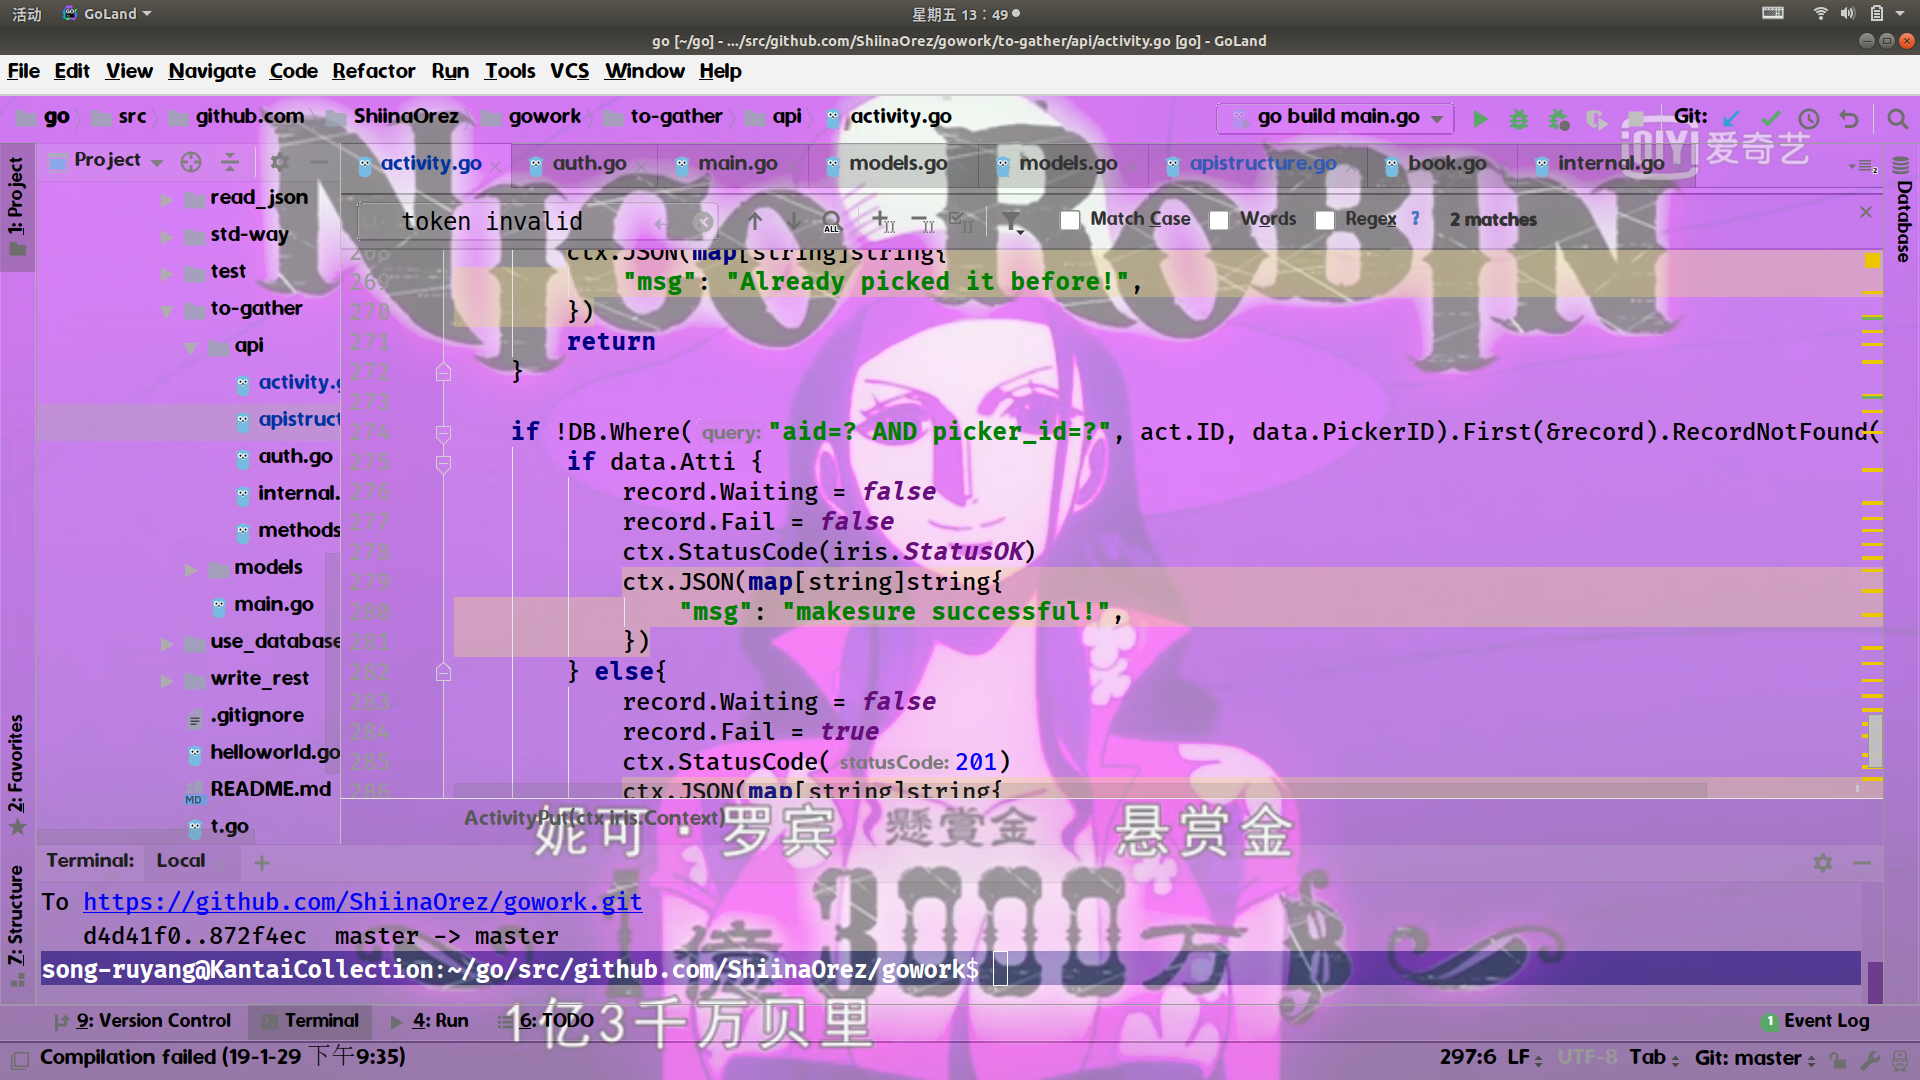 活动 GoLand 星期五 13:49
go [~/go] - .../src/github.com/ShiinaOrez/gowork/to-gather/api/activity.go [go] - GoLand
File Edit View Navigate Code Refactor Run Tools VCS Window Help
go src github.com ShiinaOrez gowork to-gather api activity.go go build main.go Git:
NICO·ROBIN
iQIYI 爱奇艺
1: Project
Project
activity.go auth.go main.go models.go models.go apistructure.go book.go internal.go
Database
token invalid Match Case Words Regex ? 2 matches
read_json
std-way
test
to-gather
api
activity.g
apistruct
auth.go
internal.
methods
models
main.go
use_database
write_rest
.gitignore
helloworld.go
README.md
t.go
268 ctx.JSON(map[string]string{
269 "msg": "Already picked it before!",
270 })
271 return
272 }
273
274 if !DB.Where( query: "aid=? AND picker_id=?", act.ID, data.PickerID).First(&record).RecordNotFound(
275 if data.Atti {
276 record.Waiting = false
277 record.Fail = false
278 ctx.StatusCode(iris.StatusOK)
279 ctx.JSON(map[string]string{
280 "msg": "makesure successful!",
281 })
282 } else{
283 record.Waiting = false
284 record.Fail = true
285 ctx.StatusCode( statusCode: 201)
286 ctx.JSON(map[string]string{
ActivityPut(ctx iris.Context)
妮可·罗宾 懸賞金 悬赏金
2: Favorites
7: Structure
Terminal: Local +
To https://github.com/ShiinaOrez/gowork.git
d4d41f0..872f4ec master -> master
song-ruyang@KantaiCollection:~/go/src/github.com/ShiinaOrez/gowork$
1億3000万
1亿3千万贝里
9: Version Control Terminal 4: Run 6: TODO 1 Event Log
Compilation failed (19-1-29 下午9:35) 297:6 LF UTF-8 Tab Git: master